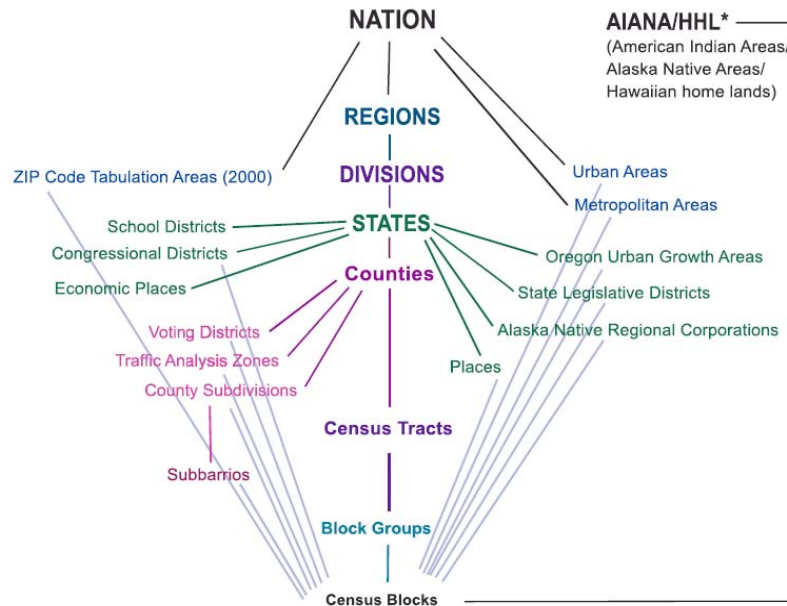 NATION
AIANA/HHL*
(American Indian Areas/
Alaska Native Areas/
Hawaiian home lands)
REGIONS
ZIP Code Tabulation Areas (2000)
DIVISIONS
Urban Areas
Metropolitan Areas
School Districts
STATES
Congressional Districts
Oregon Urban Growth Areas
Economic Places
Counties
State Legislative Districts
Voting Districts
Alaska Native Regional Corporations
Traffic Analysis Zones
Places
County Subdivisions
Census Tracts
Subbarrios
Block Groups
Census Blocks